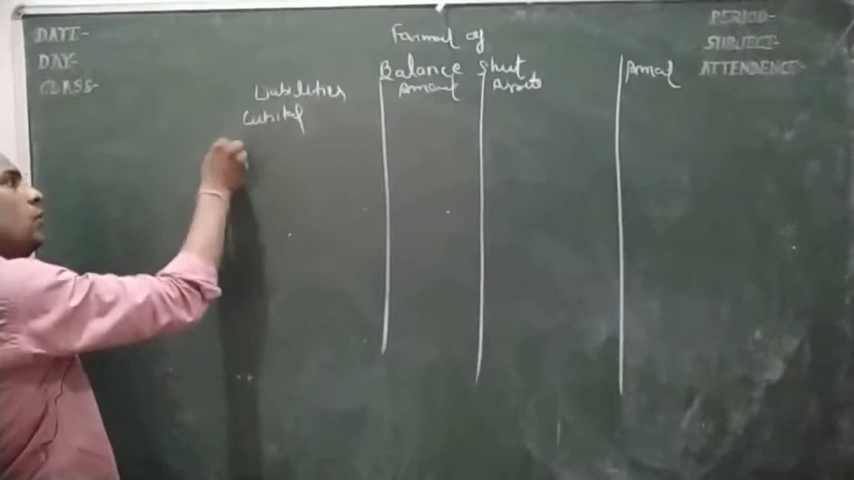 DATE-
DAY-
CLASS-
Format of
Balance Sheet
Liabilities
Amount
Assets
Amount
Capital
PERIOD-
SUBJECT-
ATTENDENCE-